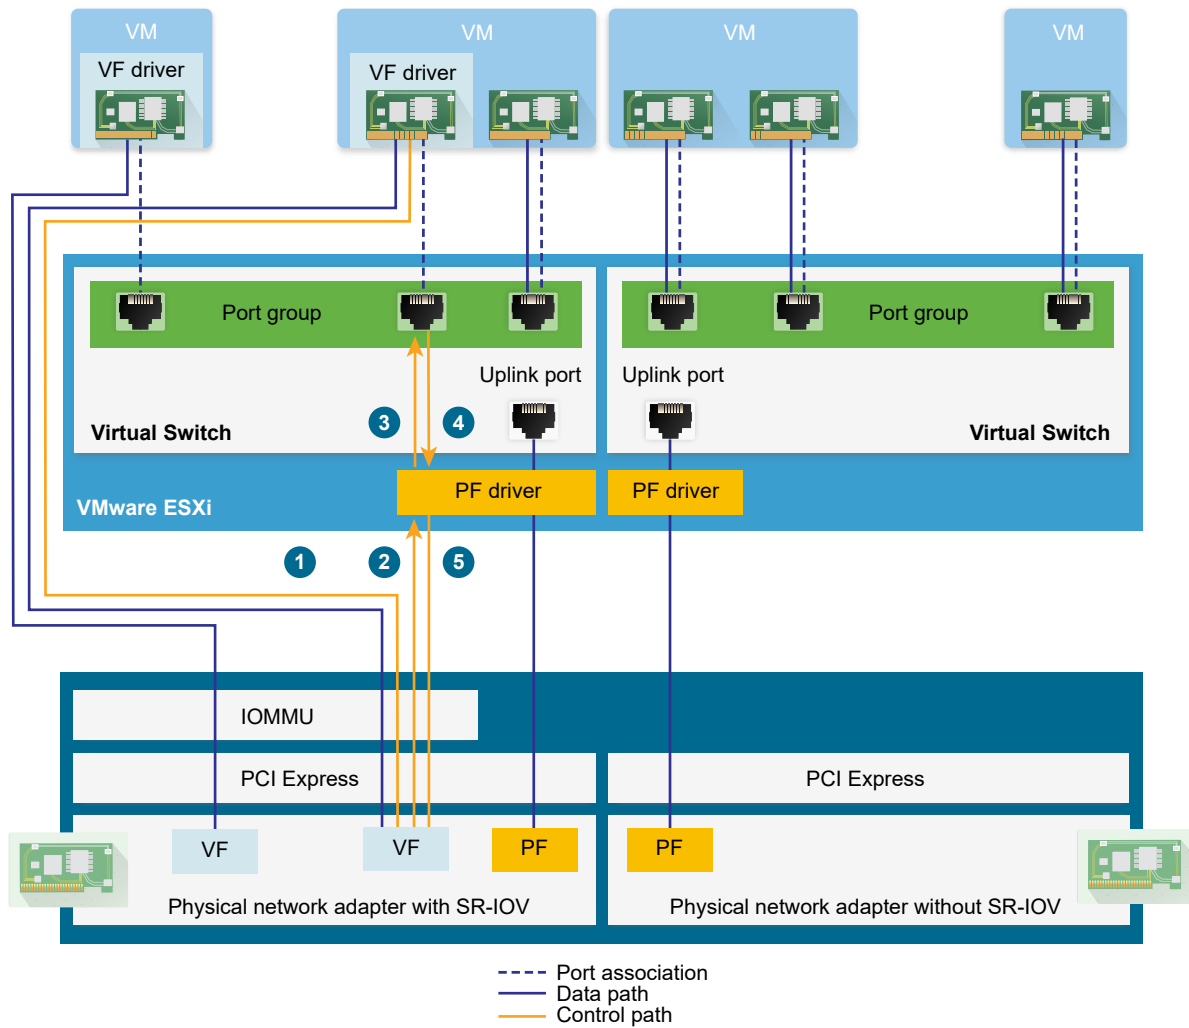 VM
VM
VM
VM
VF driver
VF driver
Port group
Port group
Uplink port
Uplink port
3
4
Virtual Switch
Virtual Switch
PF driver
PF driver
VMware ESXi
1
2
5
IOMMU
PCI Express
PCI Express
VF
VF
PF
PF
Physical network adapter with SR-IOV
Physical network adapter without SR-IOV
Port association
Data path
Control path